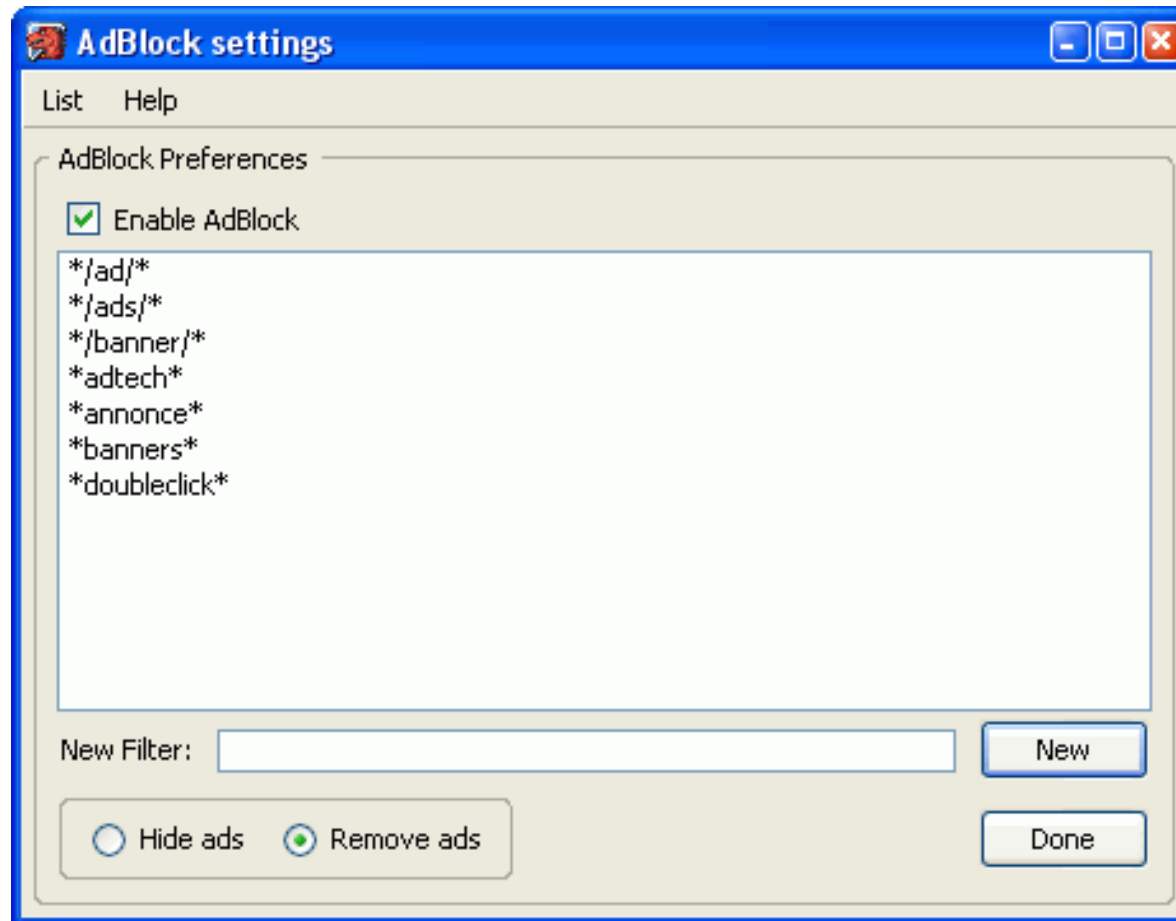 AdBlock settings
List Help
AdBlock Preferences
Enable AdBlock
*/ad/*
*/ads/*
*/banner/*
*adtech*
*annonce*
*banners*
*doubleclick*
New Filter: New
Hide ads Remove ads Done